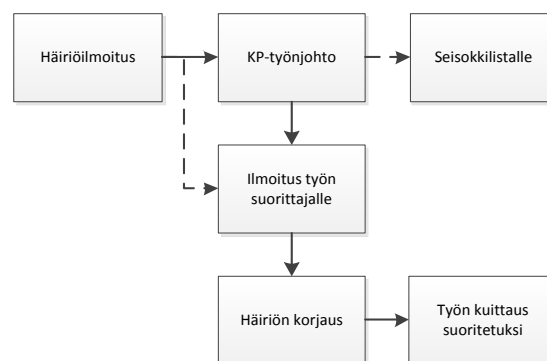 Häiriöilmoitus
KP-työnjohto
Seisokkilistalle
Ilmoitus työn
suorittajalle
Häiriön korjaus
Työn kuittaus
suoritetuksi